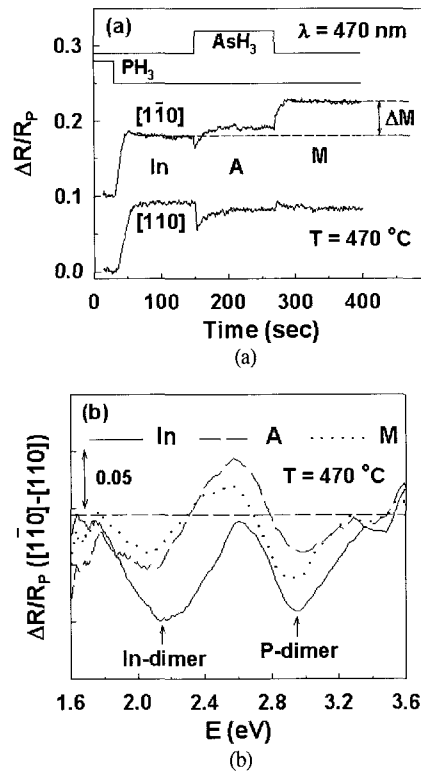 (a)
AsH₃
λ = 470 nm
0.3
PH₃
[11̄0]
ΔM
0.2
In
A
M
0.1
[110]
T = 470 °C
0.0
ΔR/R_P
0
100
200
300
400
Time (sec)
(a)
(b)
In
A
M
0.05
T = 470 °C
ΔR/R_P ([11̄0]-[110])
In-dimer
P-dimer
1.6
2.0
2.4
2.8
3.2
3.6
E (eV)
(b)